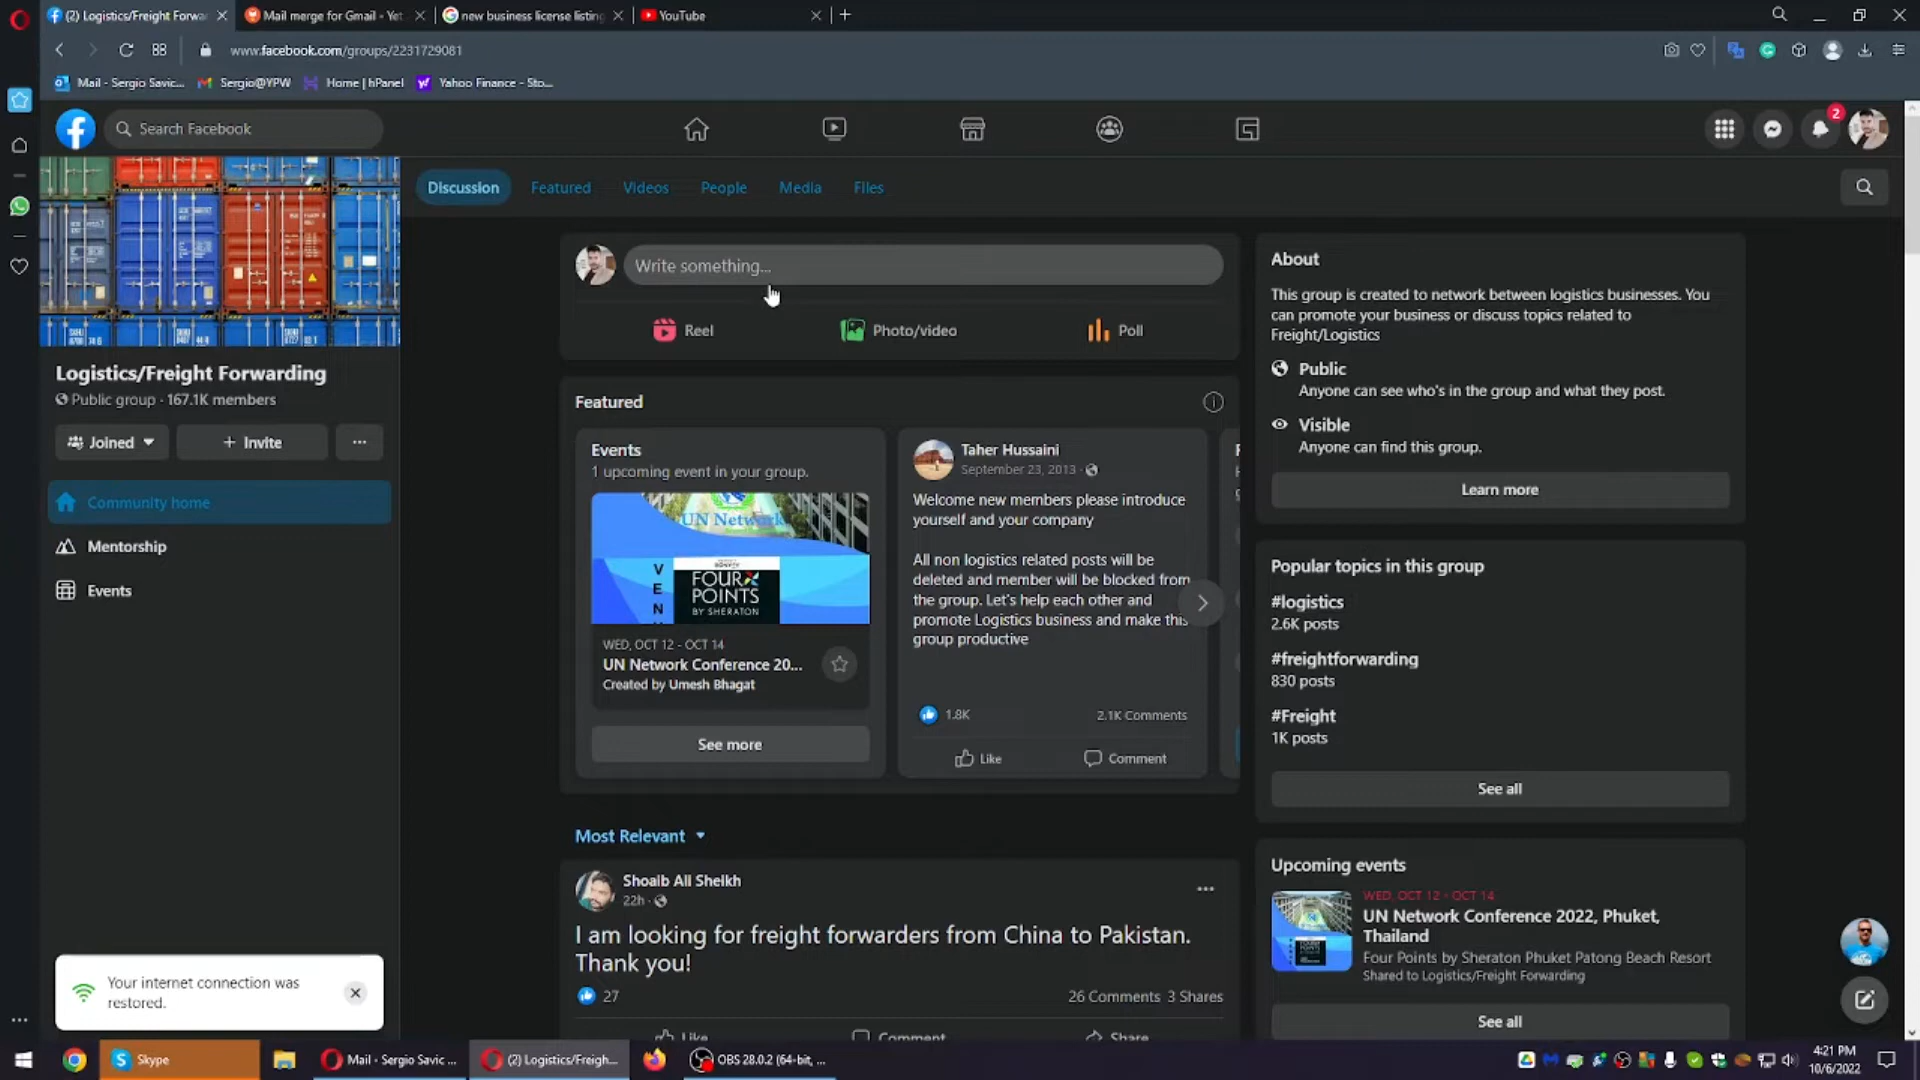 (2) Logistics/Freight Forwa
Mail merge for Gmail - Yet
new business license listing
YouTube
www.facebook.com/groups/2231729081
Mail - Sergio Savic...
Sergio@YPW
Home | hPanel
Yahoo Finance - Sto...
Search Facebook
2
Discussion
Featured
Videos
People
Media
Files
Logistics/Freight Forwarding
Public group · 167.1K members
Joined
+ Invite
Community home
Mentorship
Events
Your internet connection was
restored.
Write something...
Reel
Photo/video
Poll
Featured
Events
1 upcoming event in your group.
UN Network
VEN
FOUR POINTS
BY SHERATON
WED, OCT 12 - OCT 14
UN Network Conference 20...
Created by Umesh Bhagat
See more
Taher Hussaini
September 23, 2013 ·
Welcome new members please introduce
yourself and your company
All non logistics related posts will be
deleted and member will be blocked from
the group. Let's help each other and
promote Logistics business and make this
group productive
1.8K
2.1K Comments
Like
Comment
Most Relevant
Shoaib Ali Sheikh
22h ·
I am looking for freight forwarders from China to Pakistan.
Thank you!
27
26 Comments 3 Shares
Like
Comment
Share
About
This group is created to network between logistics businesses. You
can promote your business or discuss topics related to
Freight/Logistics
Public
Anyone can see who's in the group and what they post.
Visible
Anyone can find this group.
Learn more
Popular topics in this group
#logistics
2.6K posts
#freightforwarding
830 posts
#Freight
1K posts
See all
Upcoming events
WED, OCT 12 - OCT 14
UN Network Conference 2022, Phuket,
Thailand
Four Points by Sheraton Phuket Patong Beach Resort
Shared to Logistics/Freight Forwarding
See all
Skype
Mail - Sergio Savic ...
(2) Logistics/Freigh...
OBS 28.0.2 (64-bit, ...
4:21 PM
10/6/2022